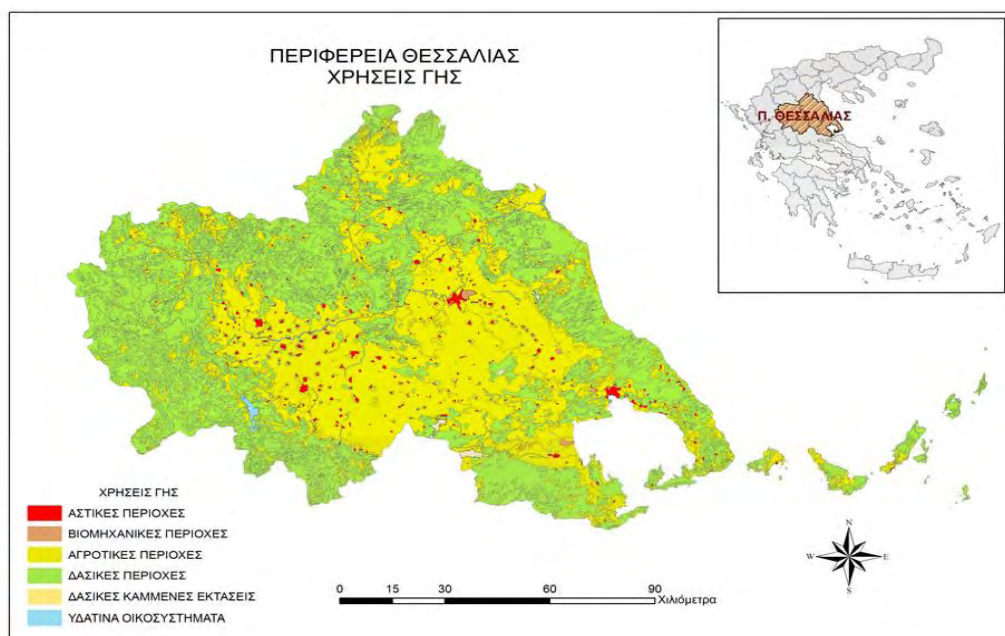 ΠΕΡΙΦΕΡΕΙΑ ΘΕΣΣΑΛΙΑΣ
ΧΡΗΣΕΙΣ ΓΗΣ
Π. ΘΕΣΣΑΛΙΑΣ
ΧΡΗΣΕΙΣ ΓΗΣ
ΑΣΤΙΚΕΣ ΠΕΡΙΟΧΕΣ
ΒΙΟΜΗΧΑΝΙΚΕΣ ΠΕΡΙΟΧΕΣ
ΑΓΡΟΤΙΚΕΣ ΠΕΡΙΟΧΕΣ
ΔΑΣΙΚΕΣ ΠΕΡΙΟΧΕΣ
ΔΑΣΙΚΕΣ ΚΑΜΜΕΝΕΣ ΕΚΤΑΣΕΙΣ
ΥΔΑΤΙΝΑ ΟΙΚΟΣΥΣΤΗΜΑΤΑ
0 15 30 60 90
Χιλιόμετρα
N
W E
S